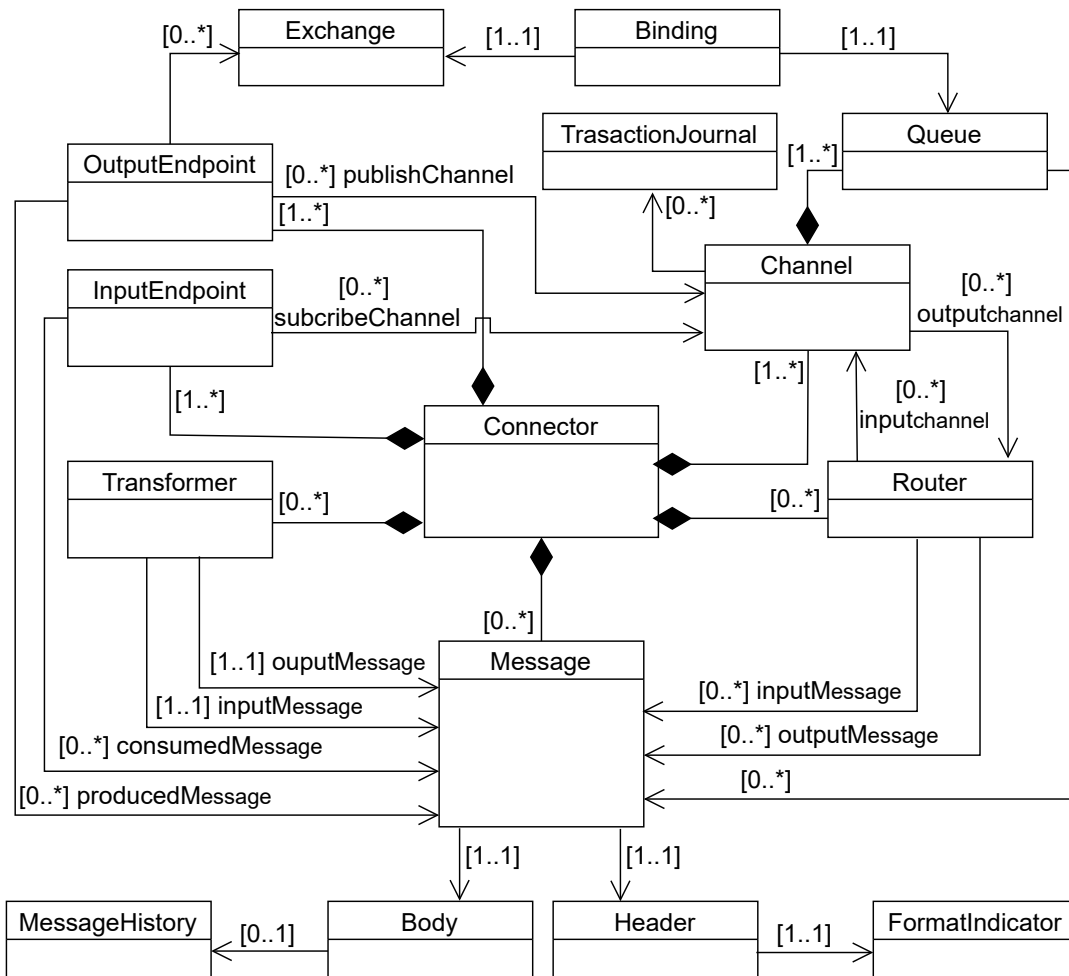 [0..*]
Exchange
[1..1]
Binding
[1..1]
TrasactionJournal
Queue
OutputEndpoint
[0..*] publishChannel
[1..*]
[1..*]
[0..*]
InputEndpoint
[0..*]
subcribeChannel
Channel
[0..*]
outputchannel
[1..*]
[1..*]
[0..*]
inputchannel
Connector
Transformer
[0..*]
[0..*]
Router
[0..*]
Message
[1..1] ouputMessage
[1..1] inputMessage
[0..*] consumedMessage
[0..*] producedMessage
[0..*] inputMessage
[0..*] outputMessage
[0..*]
[1..1]
[1..1]
MessageHistory
[0..1]
Body
Header
[1..1]
FormatIndicator